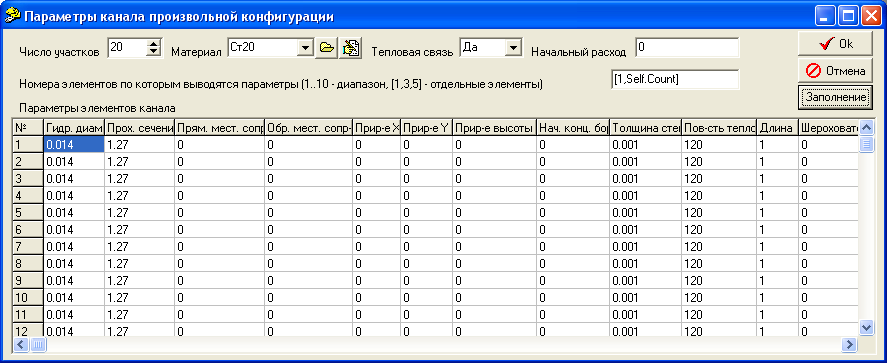 Параметры канала произвольной конфигурации
Число участков 20 Материал Ст20 Тепловая связь Да Начальный расход 0 Ok
Номера элементов по которым выводятся параметры (1..10 - диапазон, [1,3,5] - отдельные элементы) [1,Self.Count] Отмена
Заполнение
Параметры элементов канала
№ Гидр. диам Прох. сечени Прям. мест. сопр Обр. мест. сопр- Прир-е X Прир-е Y Прир-е высоты Нач. конц. бо Толщина сте Пов-сть тепло Длина Шероховат
1 0.014 1.27 0 0 0 0 0 0 0.001 120 1 0
2 0.014 1.27 0 0 0 0 0 0 0.001 120 1 0
3 0.014 1.27 0 0 0 0 0 0 0.001 120 1 0
4 0.014 1.27 0 0 0 0 0 0 0.001 120 1 0
5 0.014 1.27 0 0 0 0 0 0 0.001 120 1 0
6 0.014 1.27 0 0 0 0 0 0 0.001 120 1 0
7 0.014 1.27 0 0 0 0 0 0 0.001 120 1 0
8 0.014 1.27 0 0 0 0 0 0 0.001 120 1 0
9 0.014 1.27 0 0 0 0 0 0 0.001 120 1 0
10 0.014 1.27 0 0 0 0 0 0 0.001 120 1 0
11 0.014 1.27 0 0 0 0 0 0 0.001 120 1 0
12 0.014 1.27 0 0 0 0 0 0 0.001 120 1 0